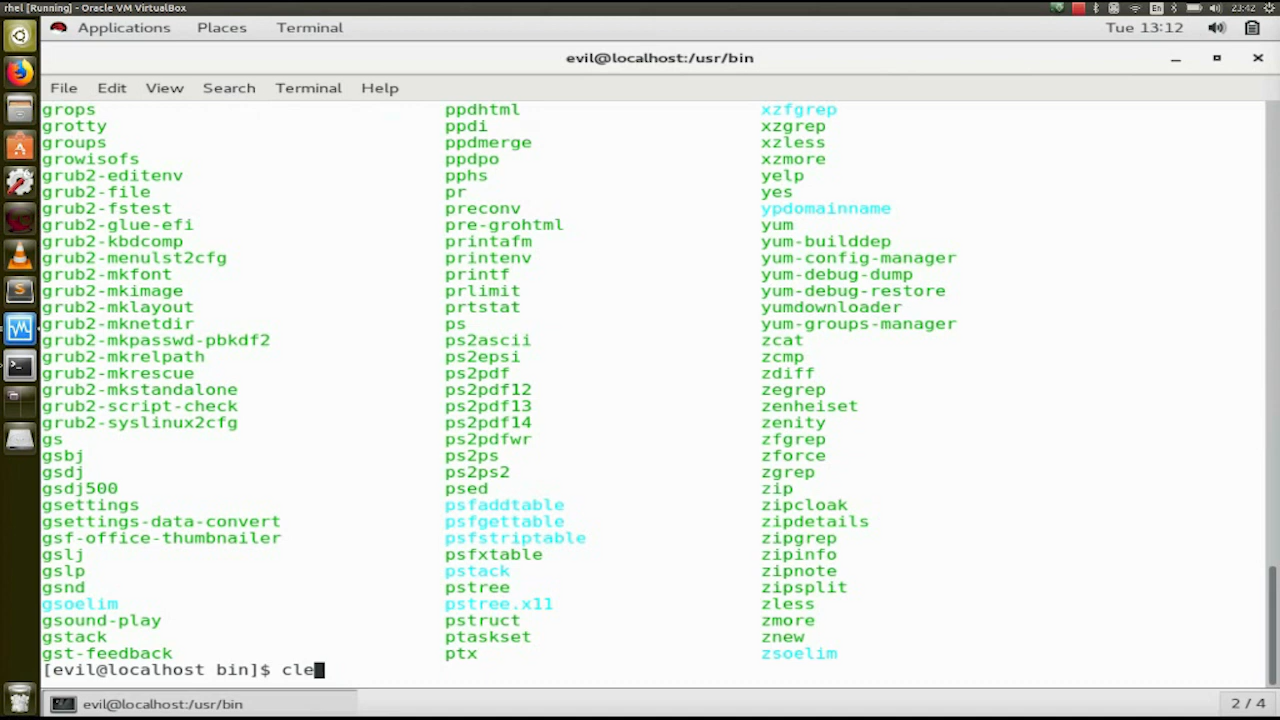 rhel [Running] - Oracle VM VirtualBox
En
23:42
Applications Places Terminal
Tue 13:12
evil@localhost:/usr/bin
File Edit View Search Terminal Help
grops ppdhtml xzfgrep
grotty ppdi xzgrep
groups ppdmerge xzless
growisofs ppdpo xzmore
grub2-editenv pphs yelp
grub2-file pr yes
grub2-fstest preconv ypdomainname
grub2-glue-efi pre-grohtml yum
grub2-kbdcomp printafm yum-builddep
grub2-menulst2cfg printenv yum-config-manager
grub2-mkfont printf yum-debug-dump
grub2-mkimage prlimit yum-debug-restore
grub2-mklayout prtstat yumdownloader
grub2-mknetdir ps yum-groups-manager
grub2-mkpasswd-pbkdf2 ps2ascii zcat
grub2-mkrelpath ps2epsi zcmp
grub2-mkrescue ps2pdf zdiff
grub2-mkstandalone ps2pdf12 zegrep
grub2-script-check ps2pdf13 zenheiset
grub2-syslinux2cfg ps2pdf14 zenity
gs ps2pdfwr zfgrep
gsbj ps2ps zforce
gsdj ps2ps2 zgrep
gsdj500 psed zip
gsettings psfaddtable zipcloak
gsettings-data-convert psfgettable zipdetails
gsf-office-thumbnailer psfstriptable zipgrep
gslj psfxtable zipinfo
gslp pstack zipnote
gsnd pstree zipsplit
gsoelim pstree.x11 zless
gsound-play pstruct zmore
gstack ptaskset znew
gst-feedback ptx zsoelim
[evil@localhost bin]$ cle
evil@localhost:/usr/bin
2 / 4